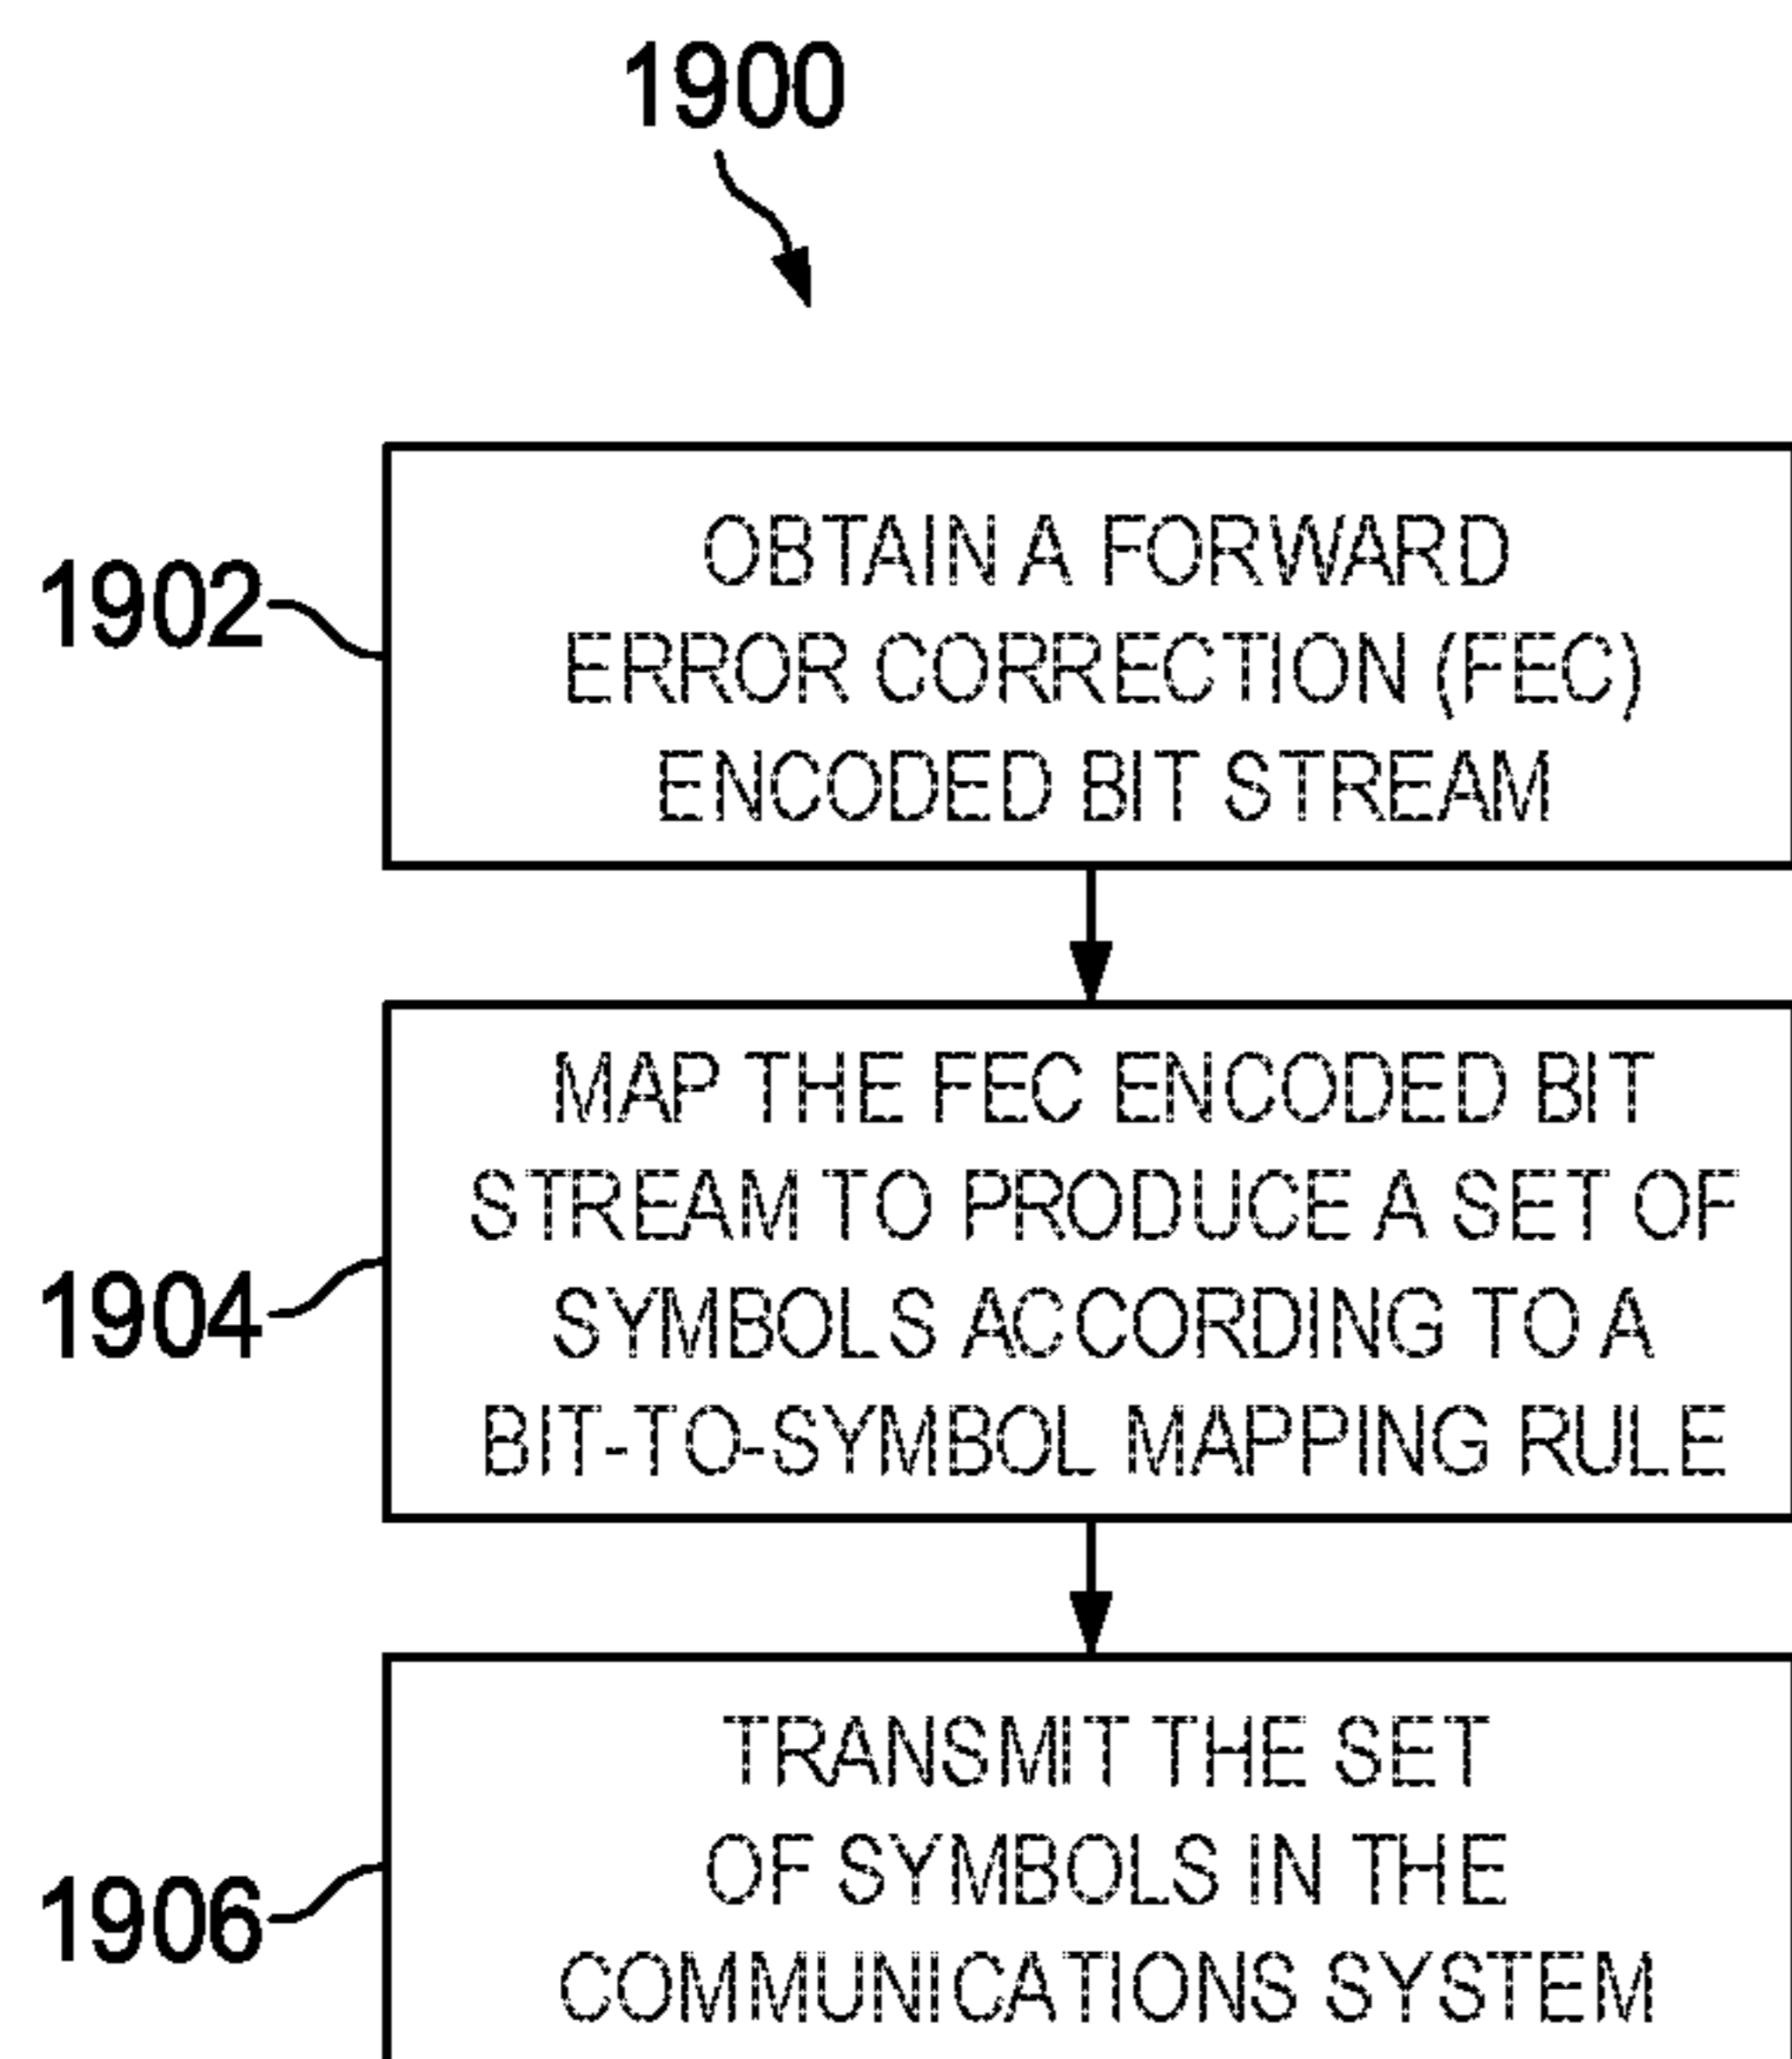 1900
1902
OBTAIN A FORWARD
ERROR CORRECTION (FEC)
ENCODED BIT STREAM
1904
MAP THE FEC ENCODED BIT
STREAM TO PRODUCE A SET OF
SYMBOLS ACCORDING TO A
BIT-TO-SYMBOL MAPPING RULE
1906
TRANSMIT THE SET
OF SYMBOLS IN THE
COMMUNICATIONS SYSTEM